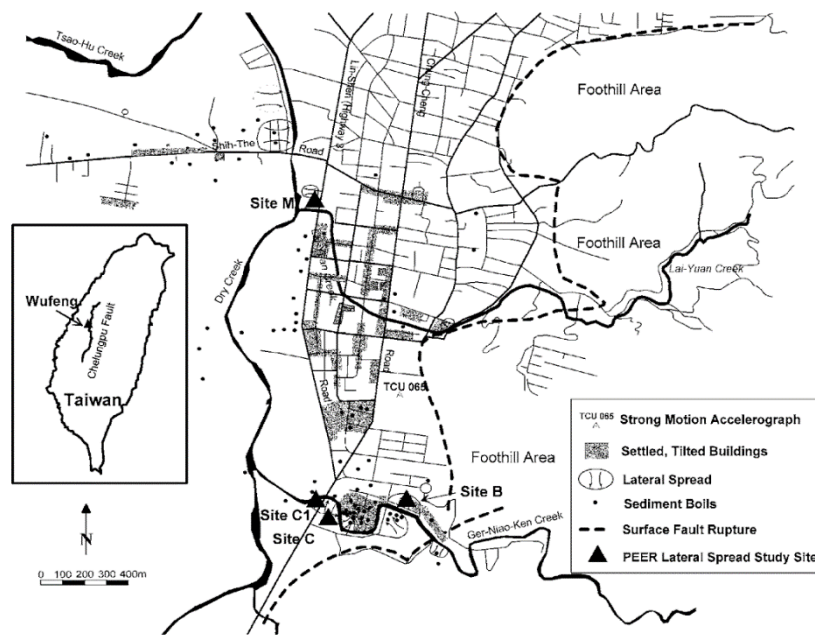 Tsao-Hu Creek
Lin-Shen (Highway 3)
Chung-Cheng
Foothill Area
Shih-The
Road
Site M
Foothill Area
Lai-Yuan Creek
Dry Creek
Creek
Wufeng
Chelungpu Fault
Taiwan
Road
Road
TCU 065
Foothill Area
Site B
Site C1
Site C
Ger-Niao-Ken Creek
N
0 100 200 300 400m
TCU 065 Strong Motion Accelerograph
Settled, Tilted Buildings
Lateral Spread
Sediment Boils
Surface Fault Rupture
PEER Lateral Spread Study Site